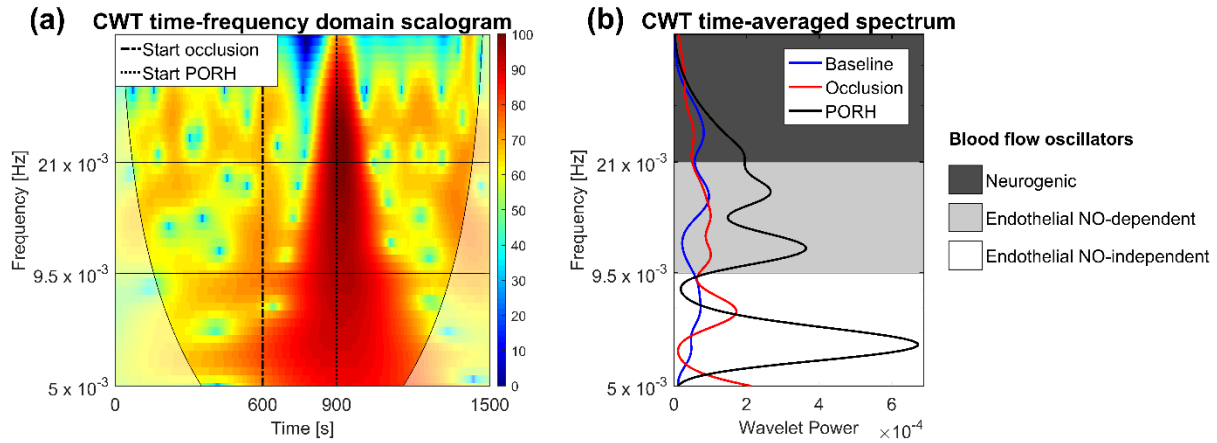 (a) CWT time-frequency domain scalogram
Start occlusion
Start PORH
Frequency [Hz]
21 x 10-3
9.5 x 10-3
5 x 10-3
0 600 900 1500
Time [s]
100
90
80
70
60
50
40
30
20
10
0
(b) CWT time-averaged spectrum
Baseline
Occlusion
PORH
Frequency [Hz]
21 x 10-3
9.5 x 10-3
5 x 10-3
0 2 4 6
Wavelet Power ×10-4
Blood flow oscillators
Neurogenic
Endothelial NO-dependent
Endothelial NO-independent